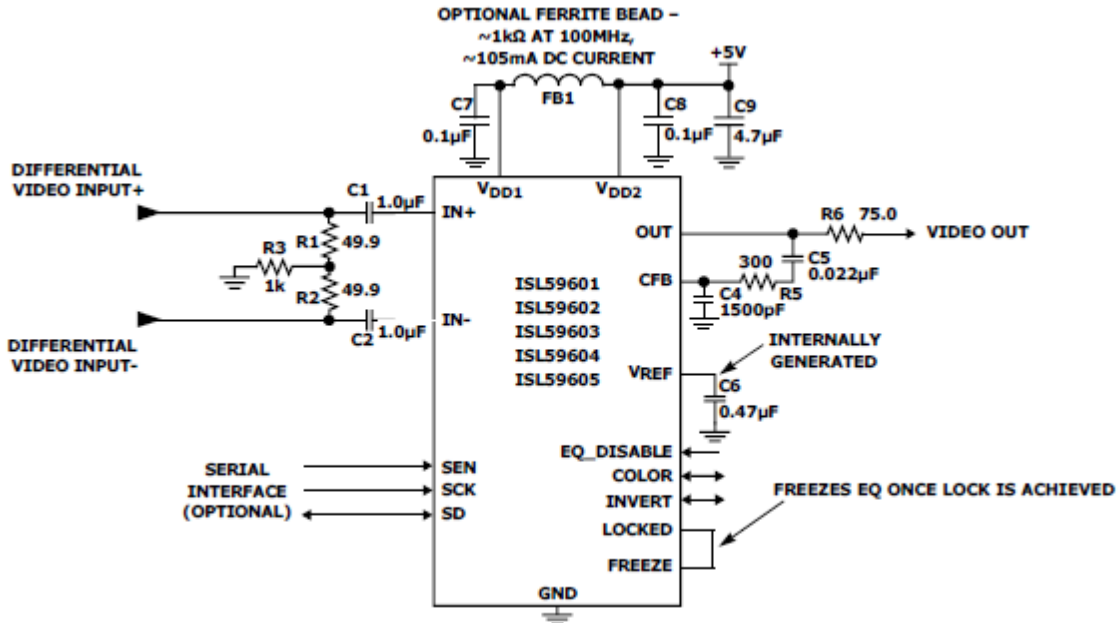 OPTIONAL FERRITE BEAD –
~1kΩ AT 100MHz,
~105mA DC CURRENT
+5V
C7
FB1
C8
C9
0.1µF
0.1µF
4.7µF
DIFFERENTIAL
VIDEO INPUT+
C1
1.0µF
VDD1
VDD2
IN+
R1
49.9
R3
1k
R2
49.9
OUT
R6
75.0
VIDEO OUT
C5
0.022µF
CFB
300
R5
C4
1500pF
ISL59601
ISL59602
ISL59603
ISL59604
ISL59605
DIFFERENTIAL
VIDEO INPUT-
C2
1.0µF
IN-
INTERNALLY
GENERATED
VREF
C6
0.47µF
SERIAL
INTERFACE
(OPTIONAL)
SEN
SCK
SD
EQ_DISABLE
COLOR
INVERT
LOCKED
FREEZE
FREEZES EQ ONCE LOCK IS ACHIEVED
GND